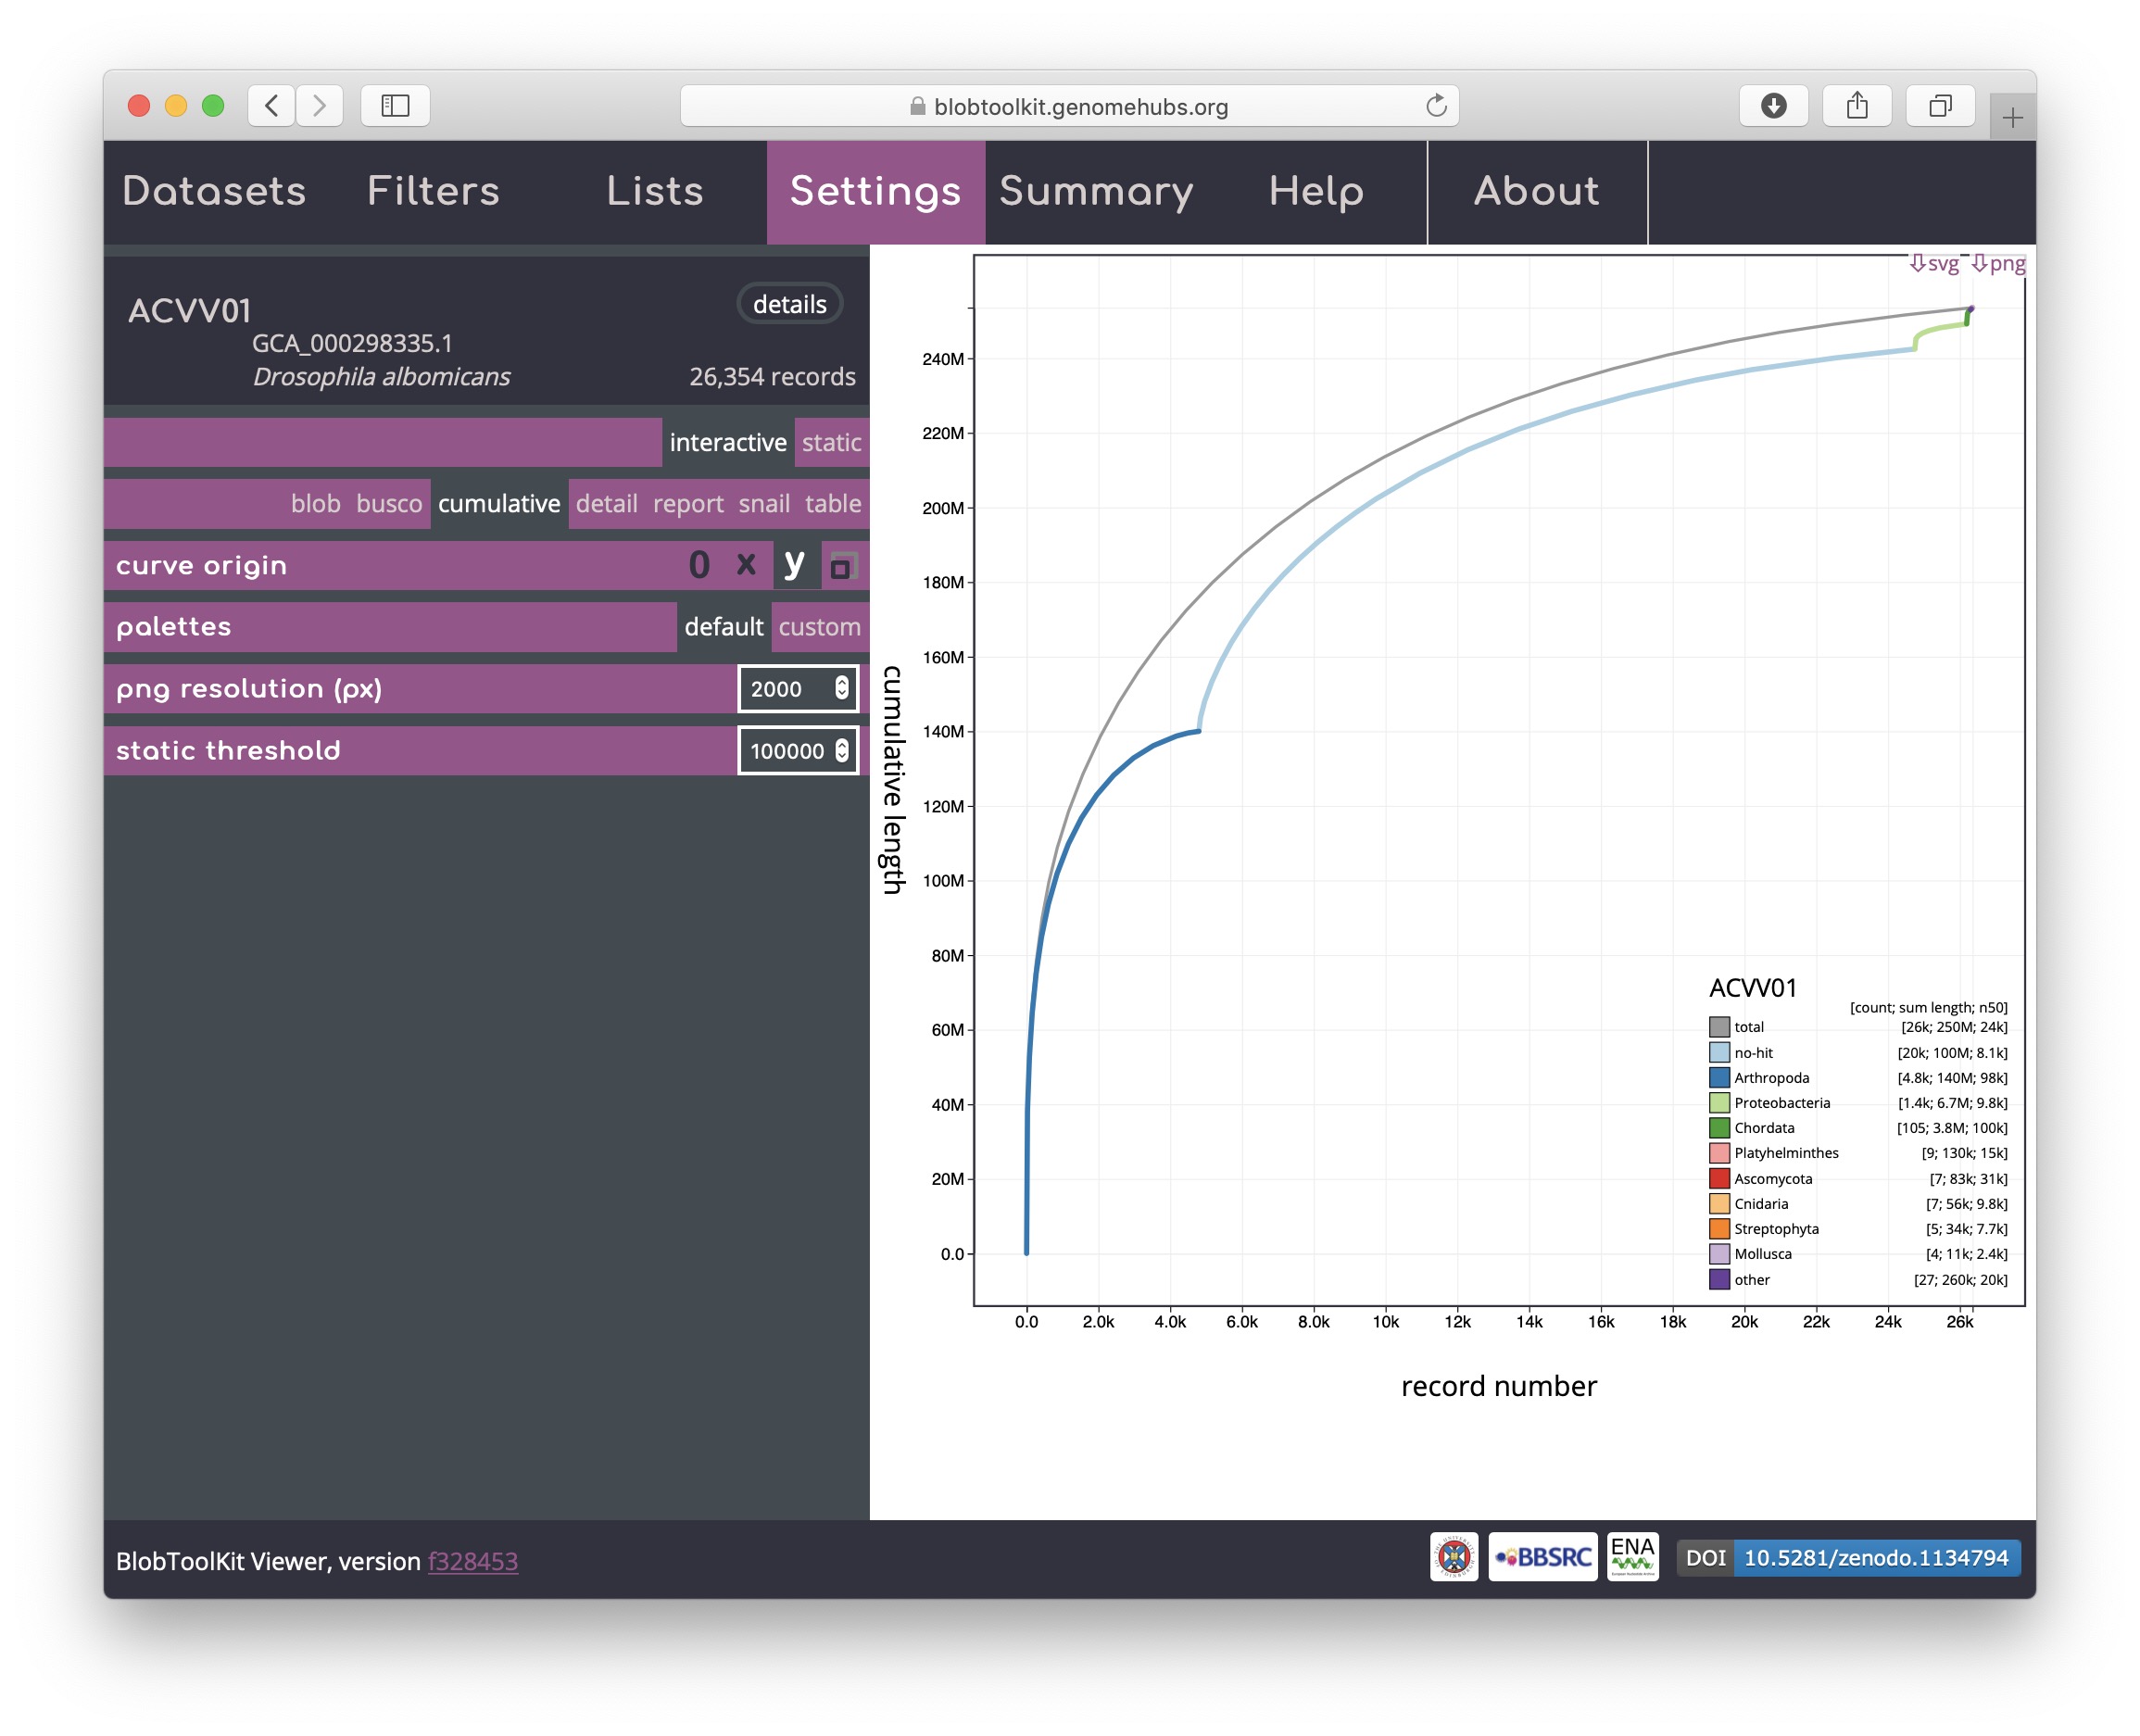 blobtoolkit.genomehubs.org
Datasets Filters Lists Settings Summary Help About
ACVV01 details
GCA_000298335.1
Drosophila albomicans 26,354 records
interactive static
blob busco cumulative detail report snail table
curve origin 0 x y
palettes default custom
png resolution (px) 2000
static threshold 100000
svg png
240M
220M
200M
180M
160M
140M
120M
100M
80M
60M
40M
20M
0.0
cumulative length
0.0 2.0k 4.0k 6.0k 8.0k 10k 12k 14k 16k 18k 20k 22k 24k 26k
record number
ACVV01
[count; sum length; n50]
total [26k; 250M; 24k]
no-hit [20k; 100M; 8.1k]
Arthropoda [4.8k; 140M; 98k]
Proteobacteria [1.4k; 6.7M; 9.8k]
Chordata [105; 3.8M; 100k]
Platyhelminthes [9; 130k; 15k]
Ascomycota [7; 83k; 31k]
Cnidaria [7; 56k; 9.8k]
Streptophyta [5; 34k; 7.7k]
Mollusca [4; 11k; 2.4k]
other [27; 260k; 20k]
BlobToolKit Viewer, version f328453
BBSRC
ENA
DOI 10.5281/zenodo.1134794